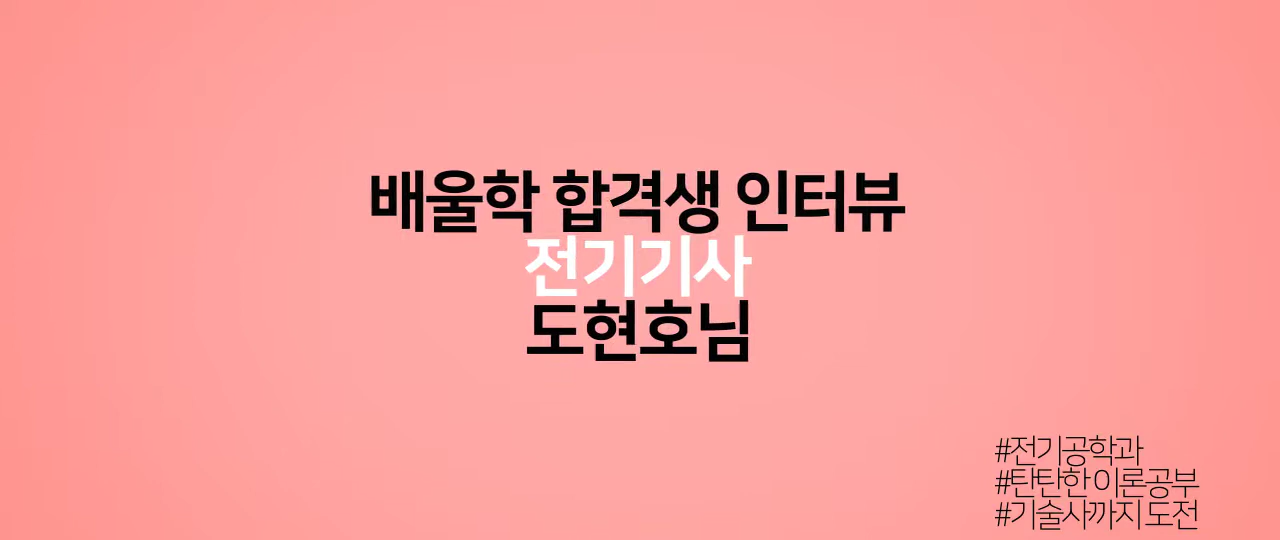 배울학 합격생 인터뷰
전기기사
도현호님
#전기공학과
#탄탄한 이론공부
#기술사까지 도전